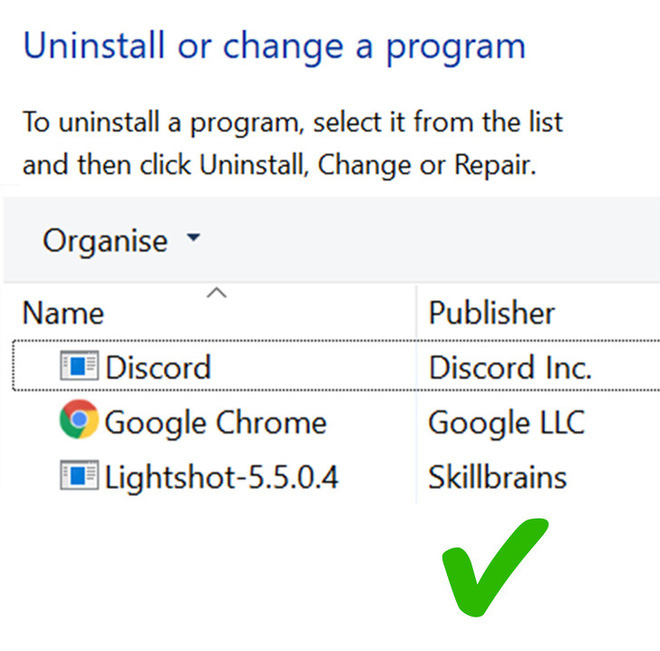 Uninstall or change a program
To uninstall a program, select it from the list
and then click Uninstall, Change or Repair.
Organise
Name Publisher
Discord Discord Inc.
Google Chrome Google LLC
Lightshot-5.5.0.4 Skillbrains